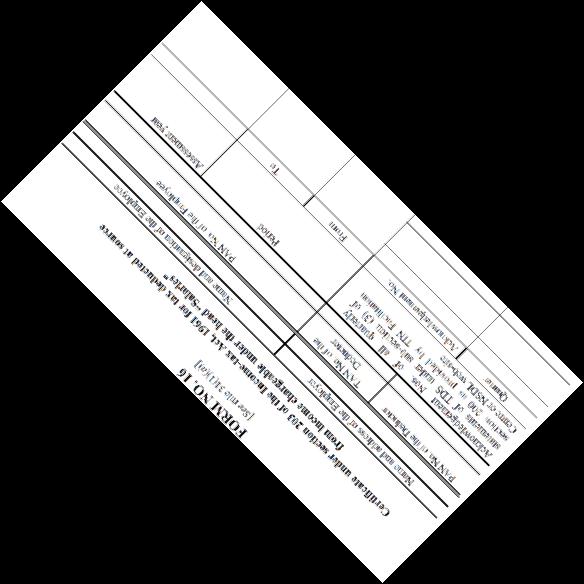 FORM NO. 16
[See rule 31(1)(a)]
Certificate under section 203 of the Income-tax Act, 1961 for tax deducted at source
from income chargeable under the head "Salaries"
Name and address of the Employer
Name and designation of the Employee
PAN No. of the Deductor
TAN No. of the
Deductor
PAN No. of the Employee
Acknowledgement Nos. of all quarterly
statements of TDS under sub-section (3) of
section 200 as provided by TIN Facilitation
Centre or NSDL web-site
Period
Assessment year
Quarter
Acknowledgement No.
From
To